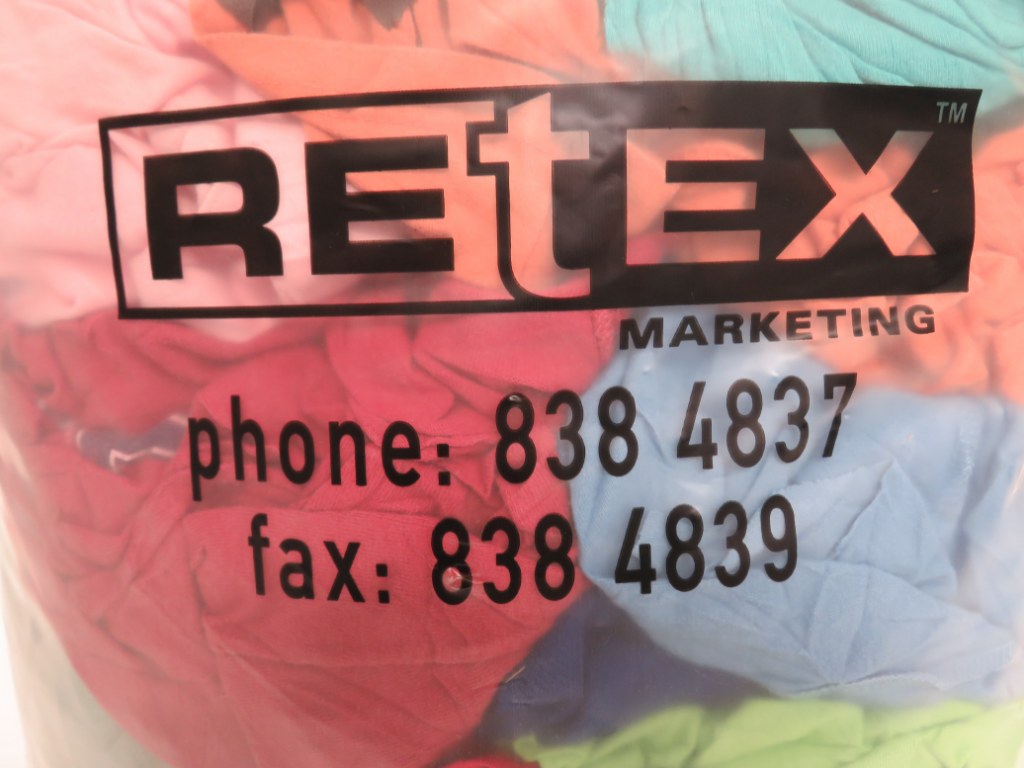 RETEX™
MARKETING
phone: 838 4837
fax: 838 4839